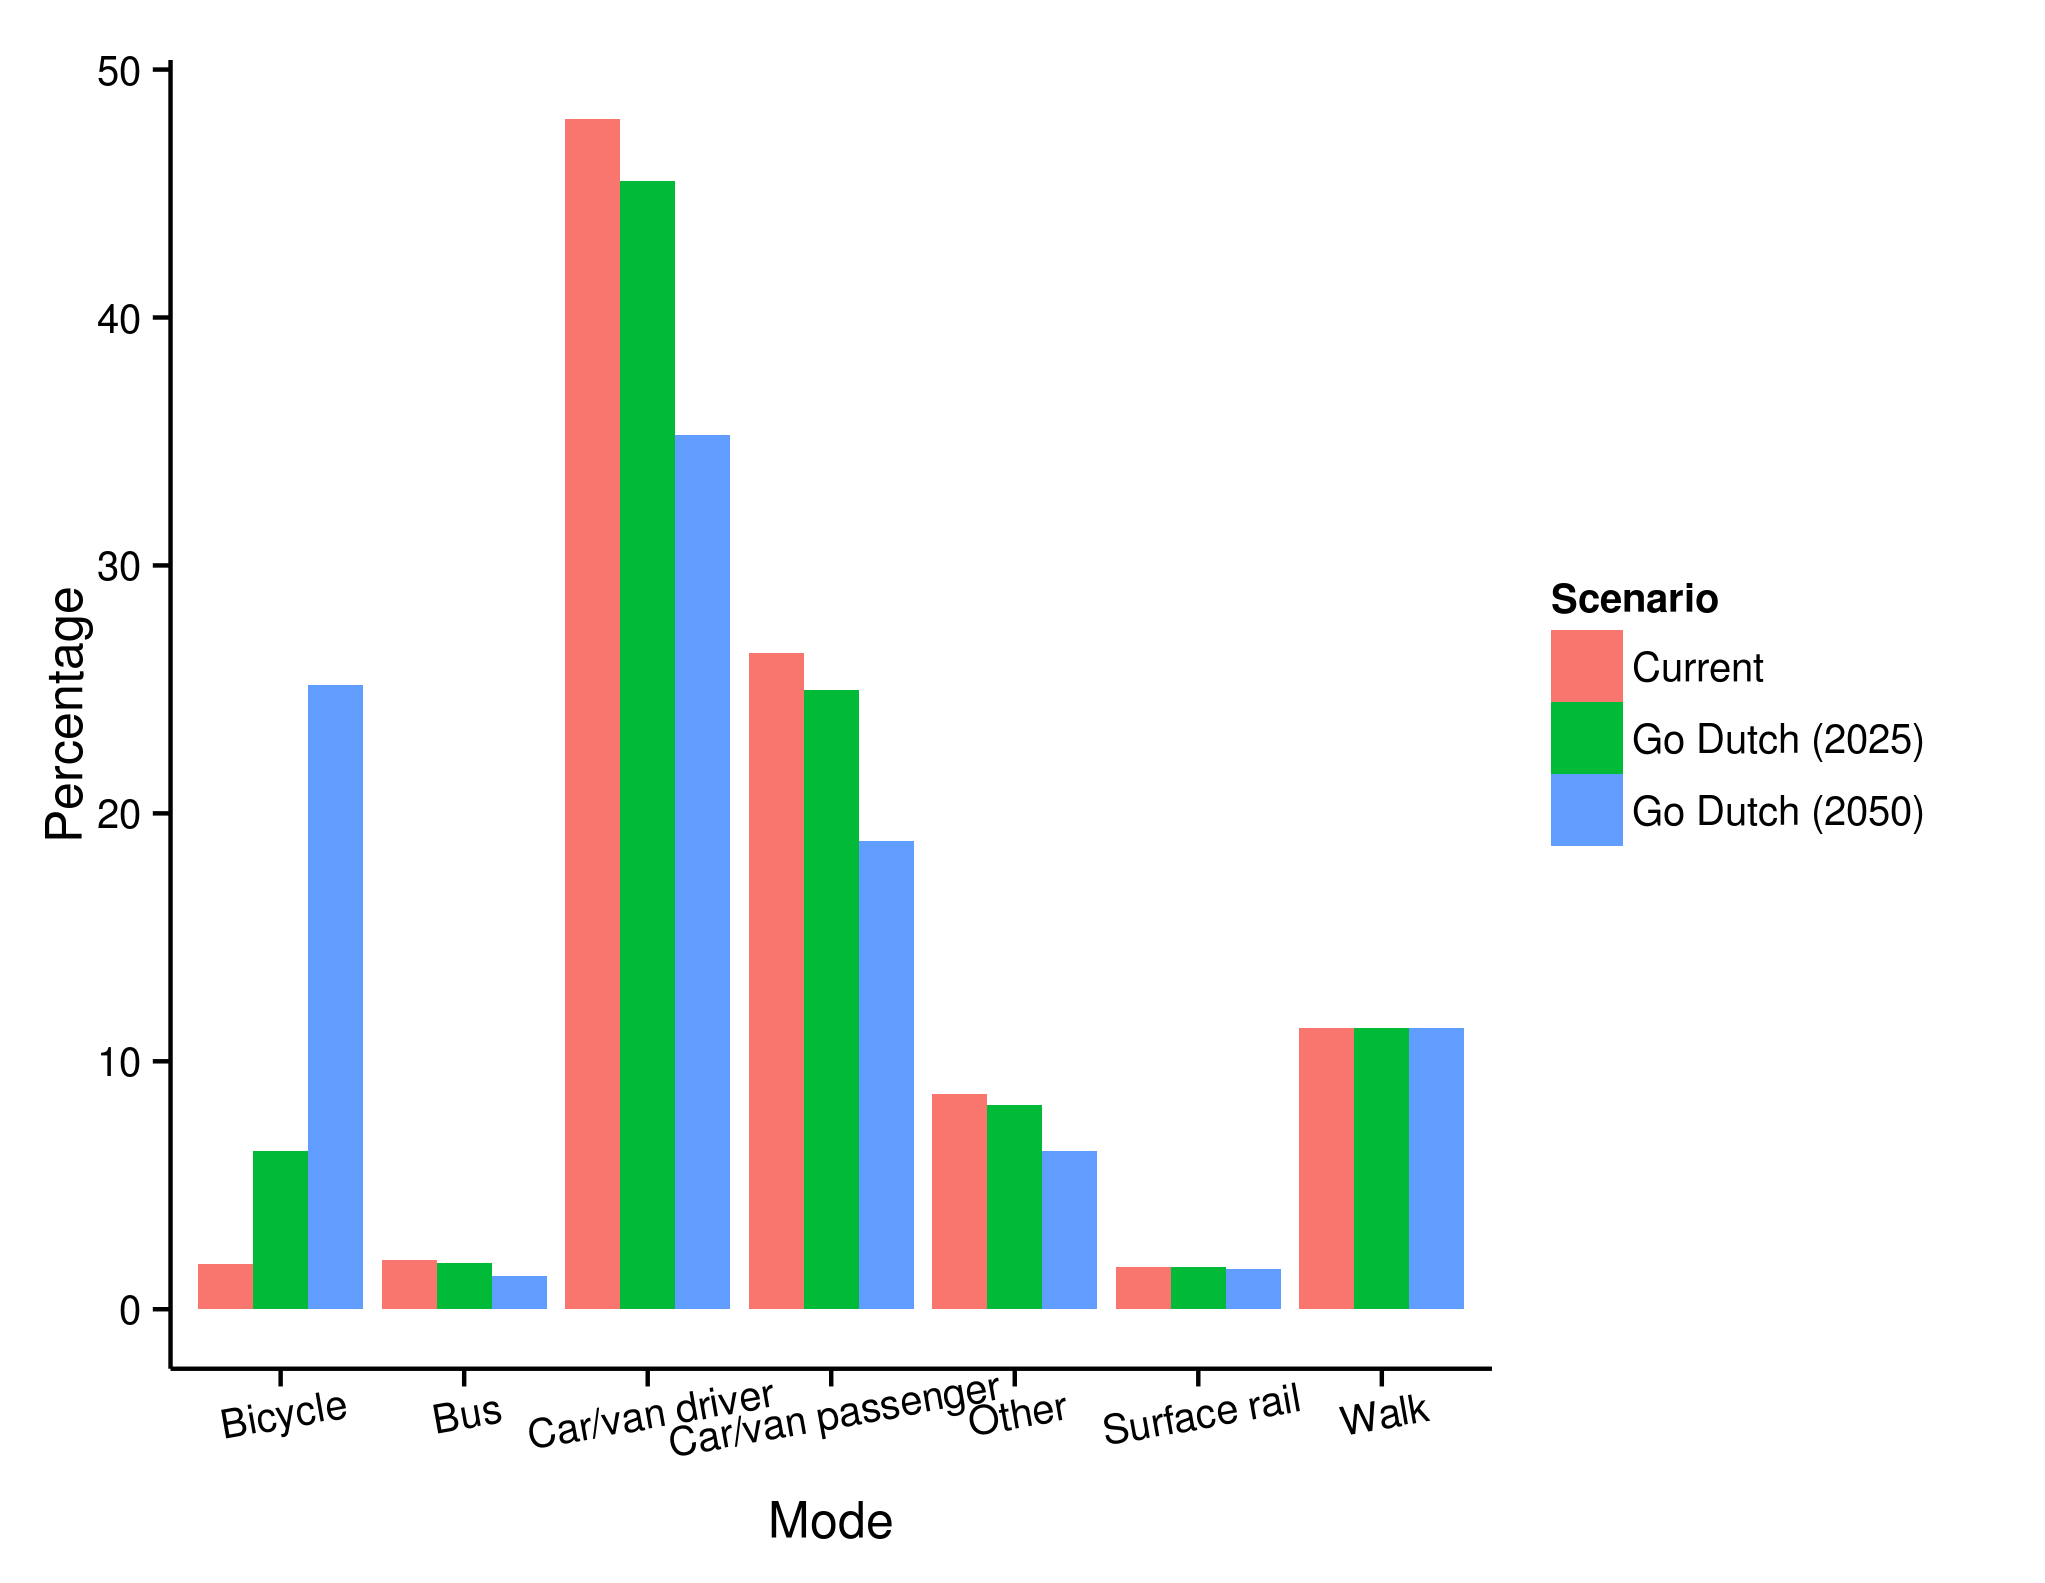 50
40
30
20
10
0
Percentage
Bicycle
Bus
Car/van driver
Car/van passenger
Other
Surface rail
Walk
Mode
Scenario
Current
Go Dutch (2025)
Go Dutch (2050)